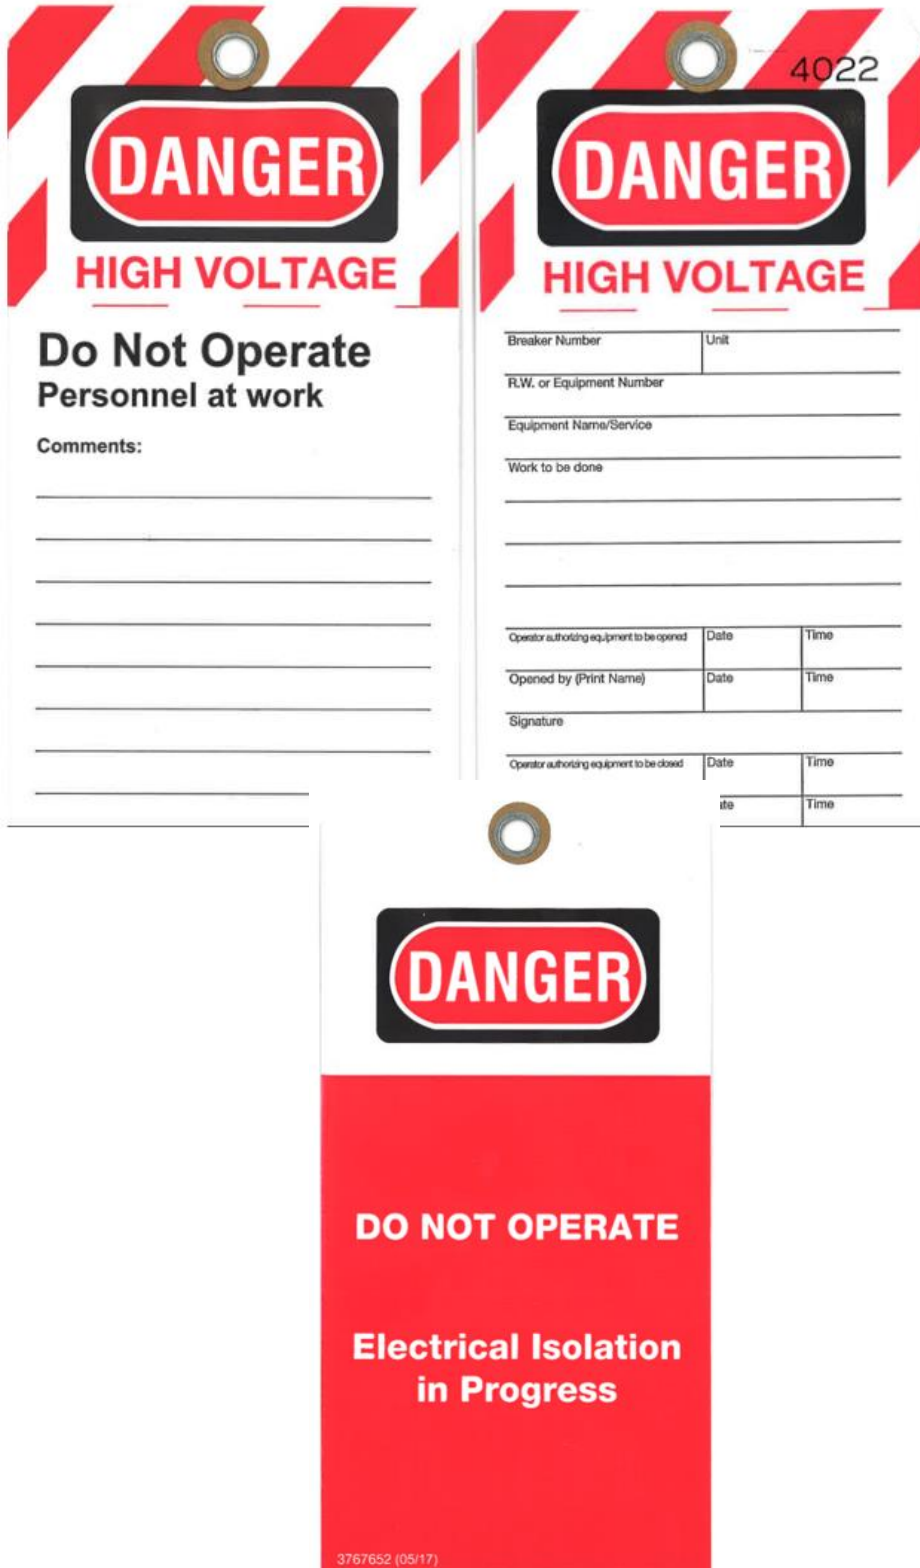 DANGER
HIGH VOLTAGE
Do Not Operate
Personnel at work
Comments:
4022
DANGER
HIGH VOLTAGE
Breaker Number Unit
R.W. or Equipment Number
Equipment Name/Service
Work to be done
Operator authorizing equipment to be opened Date Time
Opened by (Print Name) Date Time
Signature
Operator authorizing equipment to be closed Date Time
Time
DANGER
DO NOT OPERATE
Electrical Isolation
in Progress
3767652 (05/17)